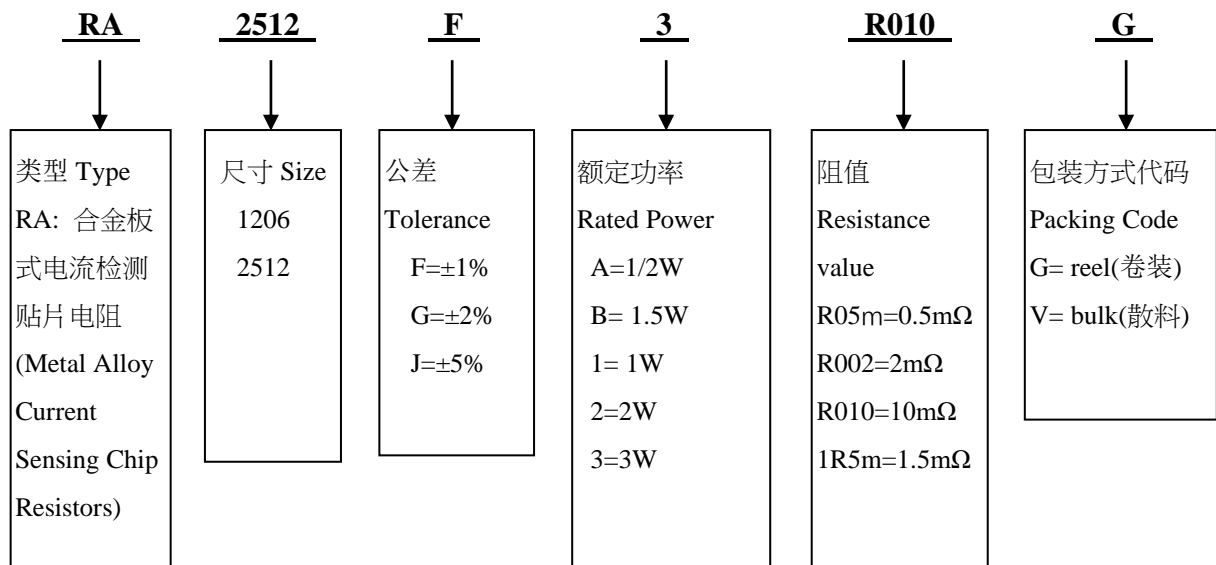 RA 2512 F 3 R010 G
类型 Type
RA: 合金板
式电流检测
贴片电阻
(Metal Alloy
Current
Sensing Chip
Resistors)
尺寸 Size
1206
2512
公差
Tolerance
F=±1%
G=±2%
J=±5%
额定功率
Rated Power
A=1/2W
B= 1.5W
1= 1W
2=2W
3=3W
阻值
Resistance
value
R05m=0.5mΩ
R002=2mΩ
R010=10mΩ
1R5m=1.5mΩ
包装方式代码
Packing Code
G= reel(卷装)
V= bulk(散料)